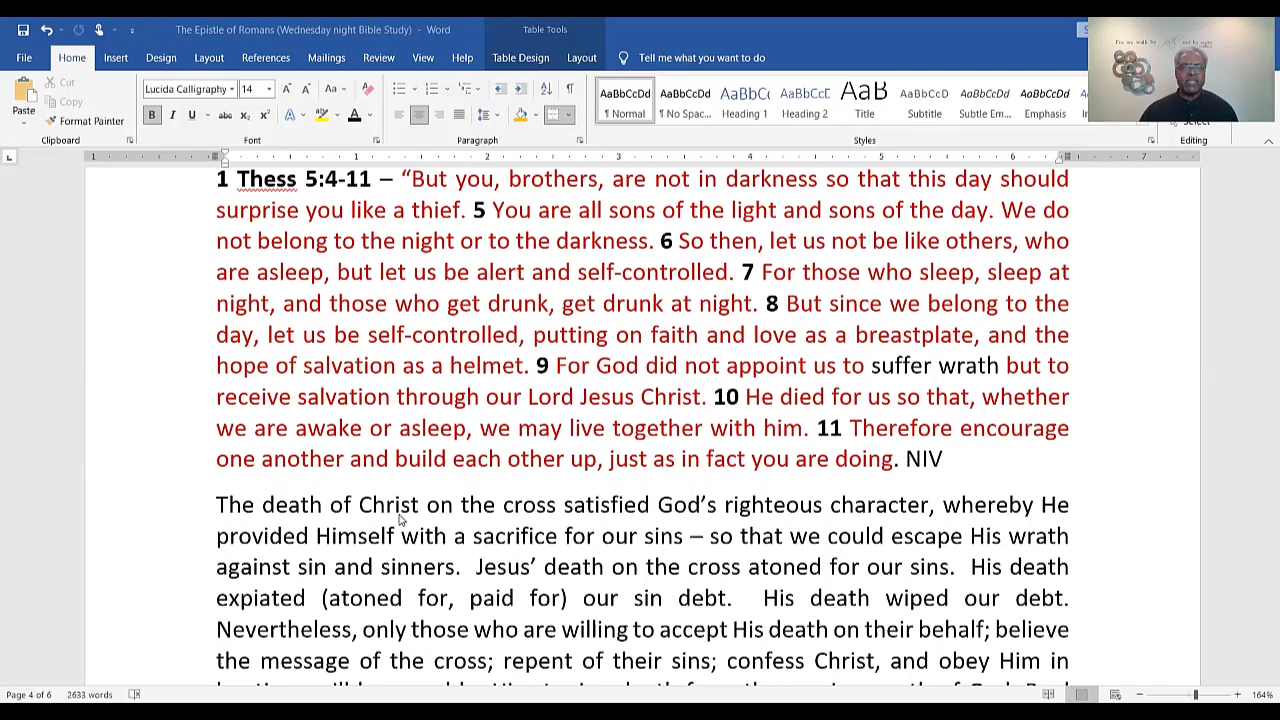 The Epistle of Romans (Wednesday night Bible Study) - Word
Table Tools
File Home Insert Design Layout References Mailings Review View Help Table Design Layout Tell me what you want to do
Paste
Cut
Copy
Format Painter
Clipboard
Lucida Calligraphy 14
Font
Paragraph
AaBbCcDd AaBbCcDd AaBbCc AaBbCcD AaB AaBbCcD AaBbCcDd AaBbCcDd
¶ Normal ¶ No Spac... Heading 1 Heading 2 Title Subtitle Subtle Em... Emphasis
Styles
Editing
For we walk by faith not by sight
1 Thess 5:4-11 – “But you, brothers, are not in darkness so that this day should
surprise you like a thief. 5 You are all sons of the light and sons of the day. We do
not belong to the night or to the darkness. 6 So then, let us not be like others, who
are asleep, but let us be alert and self-controlled. 7 For those who sleep, sleep at
night, and those who get drunk, get drunk at night. 8 But since we belong to the
day, let us be self-controlled, putting on faith and love as a breastplate, and the
hope of salvation as a helmet. 9 For God did not appoint us to suffer wrath but to
receive salvation through our Lord Jesus Christ. 10 He died for us so that, whether
we are awake or asleep, we may live together with him. 11 Therefore encourage
one another and build each other up, just as in fact you are doing. NIV
The death of Christ on the cross satisfied God’s righteous character, whereby He
provided Himself with a sacrifice for our sins – so that we could escape His wrath
against sin and sinners. Jesus’ death on the cross atoned for our sins. His death
expiated (atoned for, paid for) our sin debt. His death wiped our debt.
Nevertheless, only those who are willing to accept His death on their behalf; believe
the message of the cross; repent of their sins; confess Christ, and obey Him in
Page 4 of 6 2633 words 164%